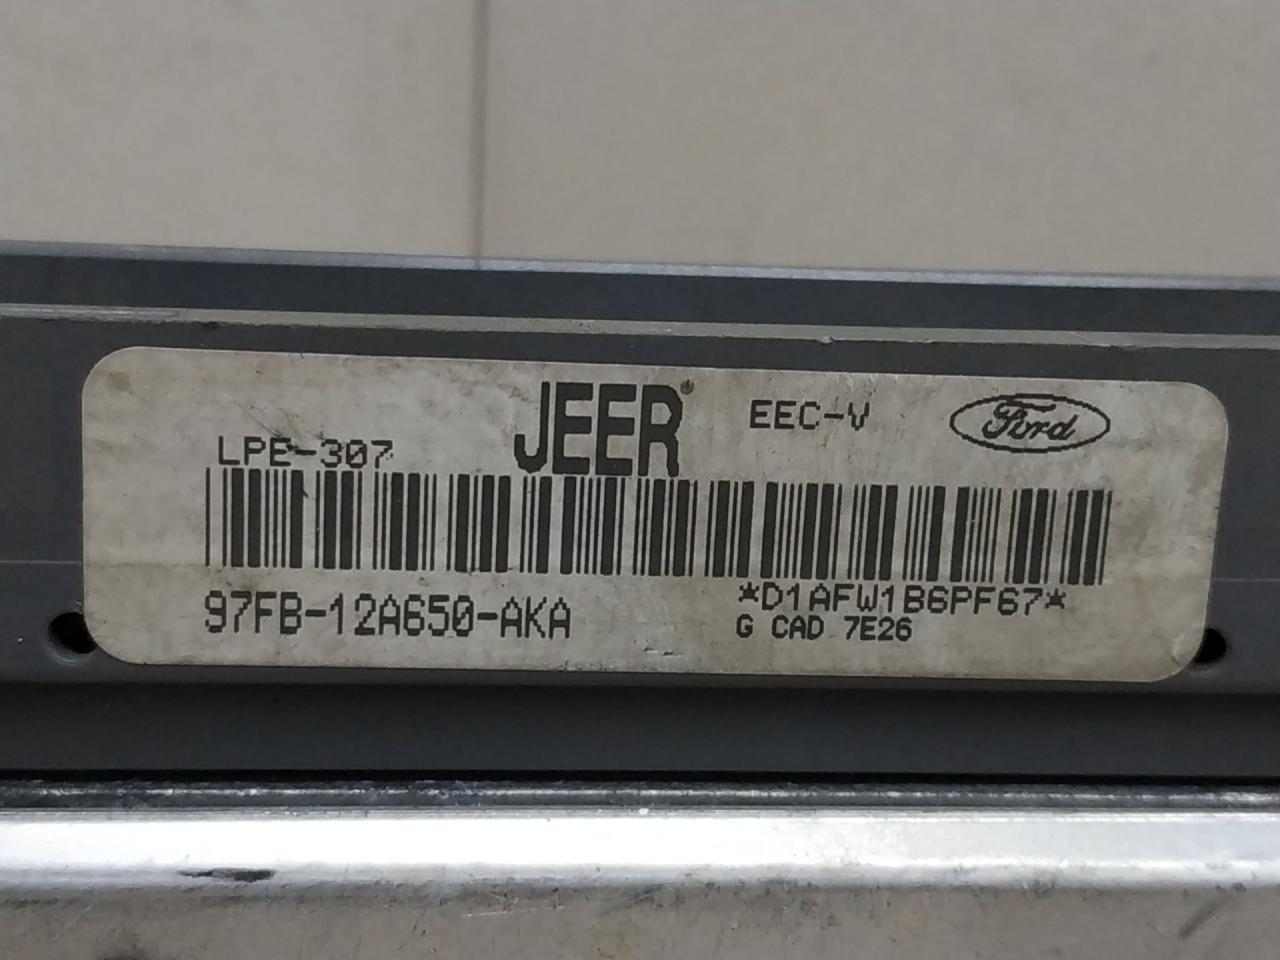 JEER EEC-V Ford
LPE-307
97FB-12A650-AKA *D1AFW1B6PF67*
G CAD 7E26